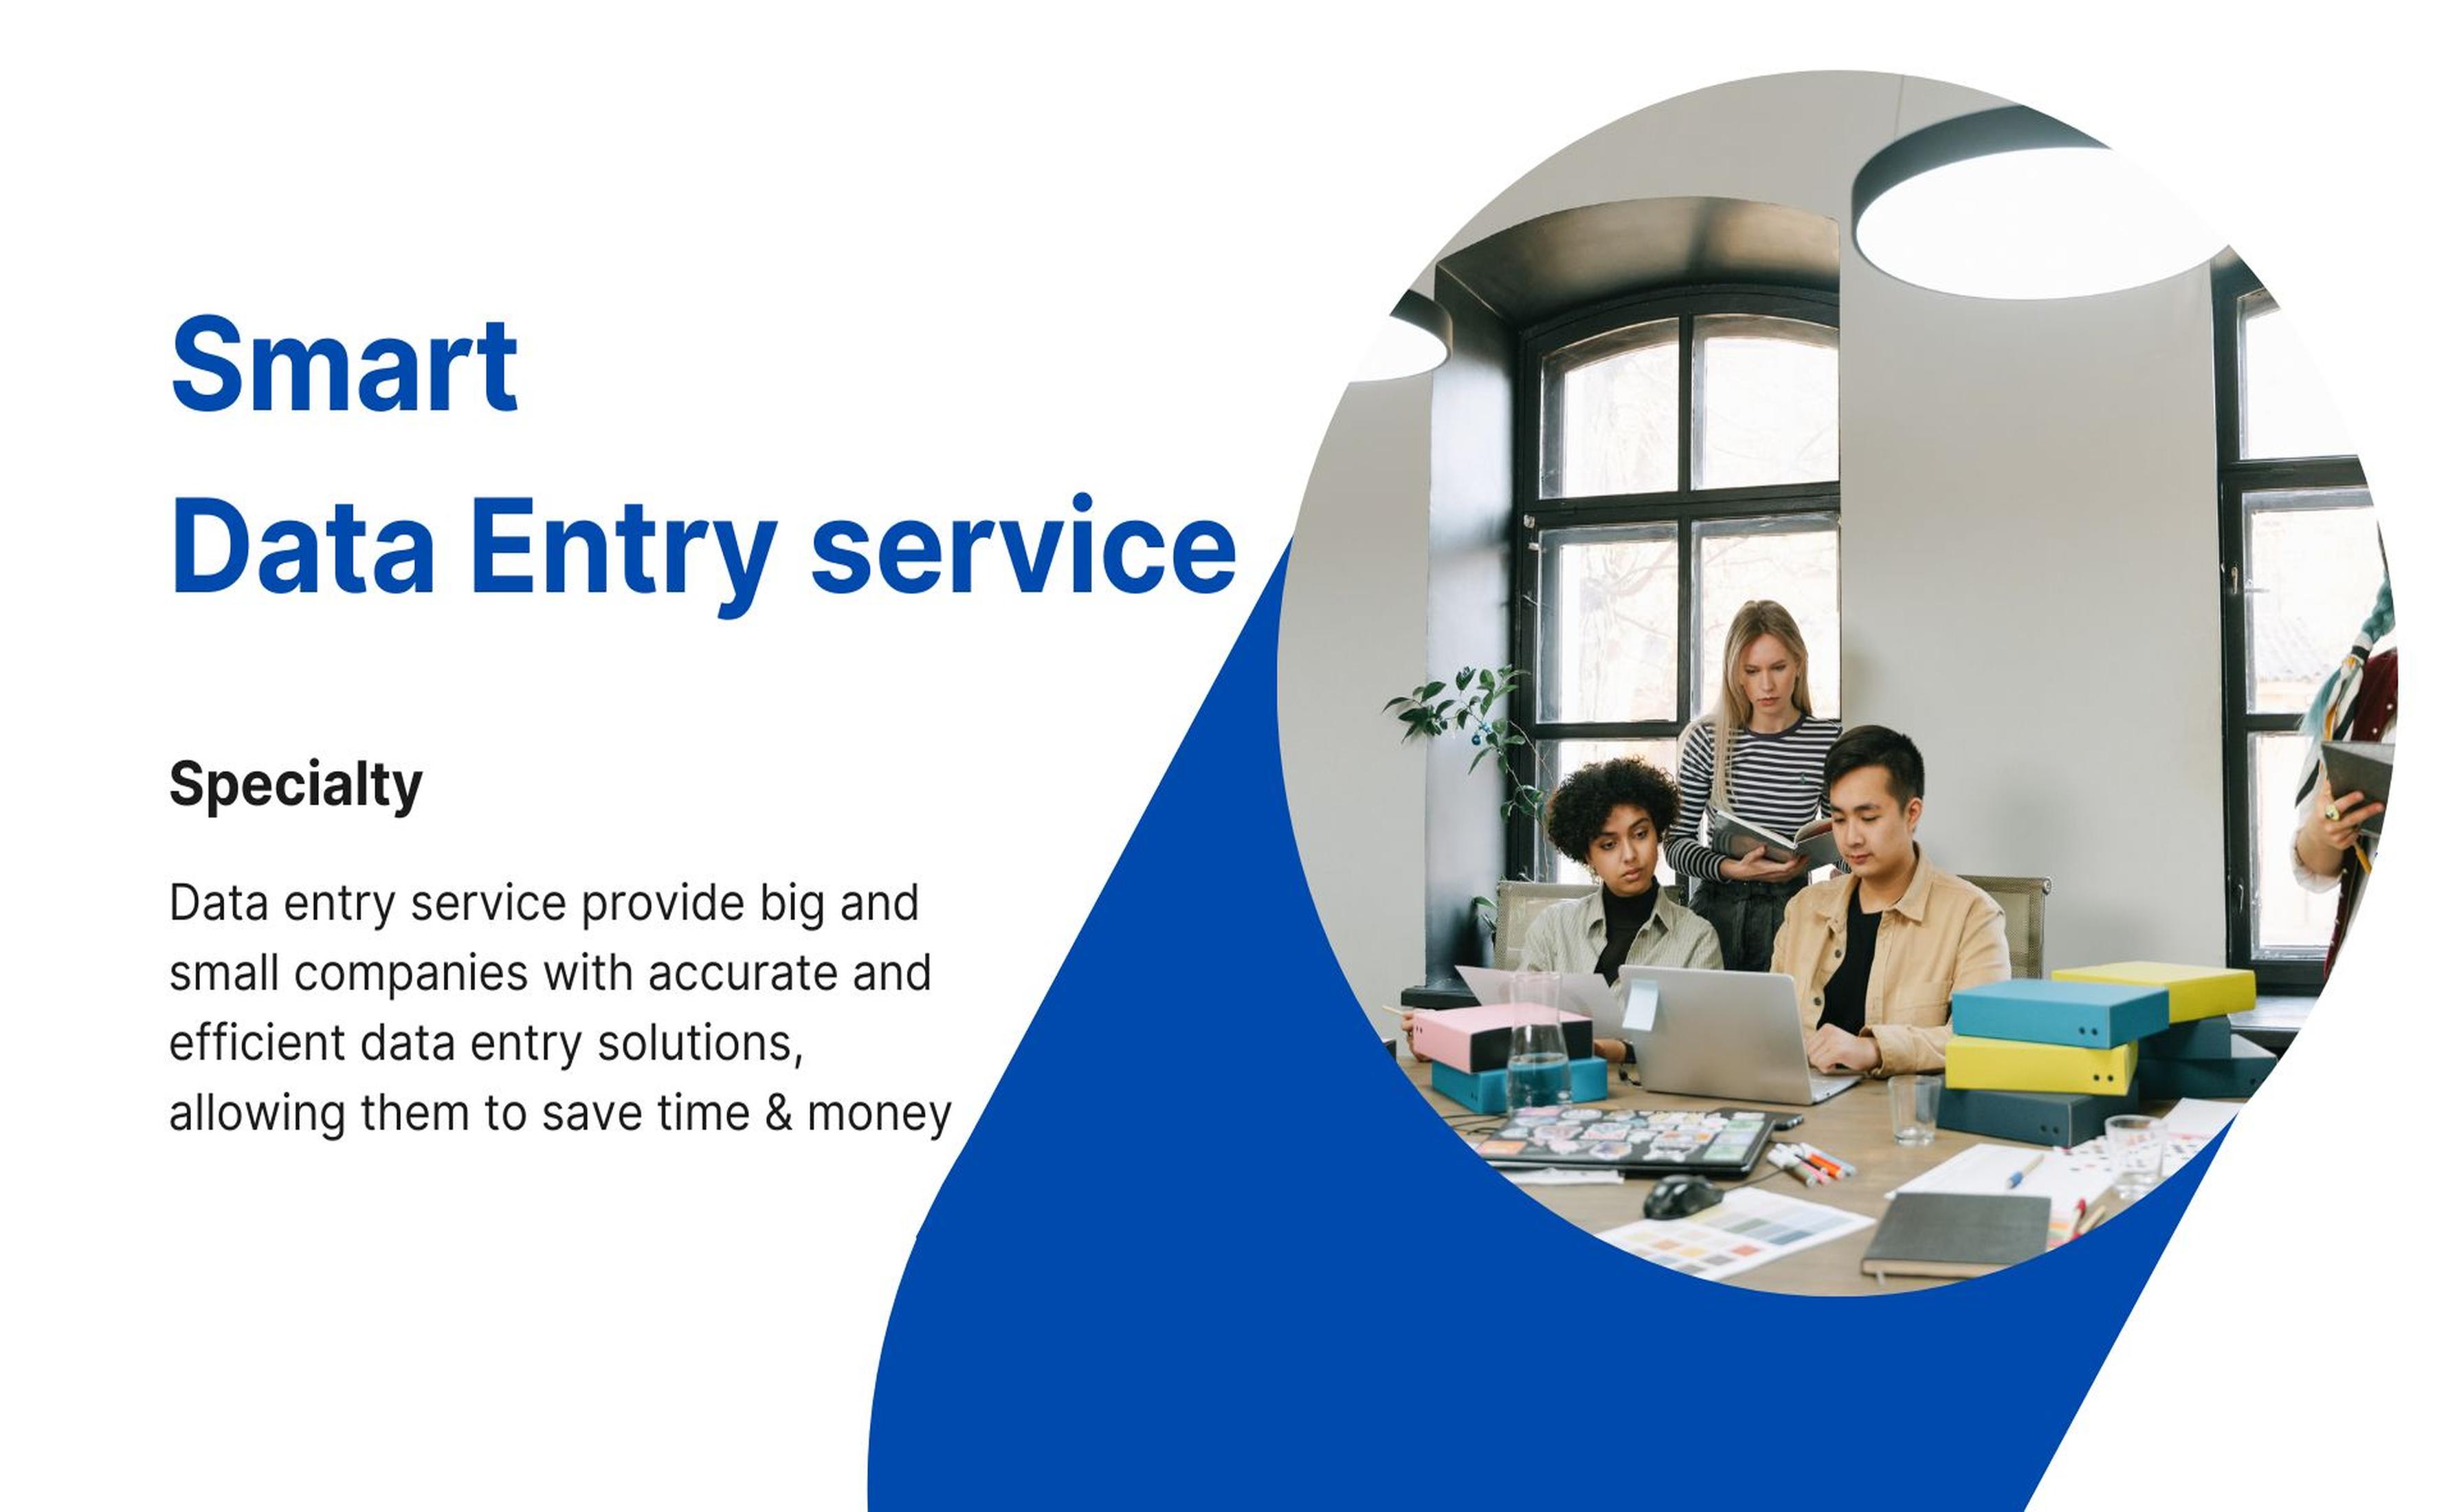 Smart
Data Entry service
Specialty
Data entry service provide big and
small companies with accurate and
efficient data entry solutions,
allowing them to save time & money